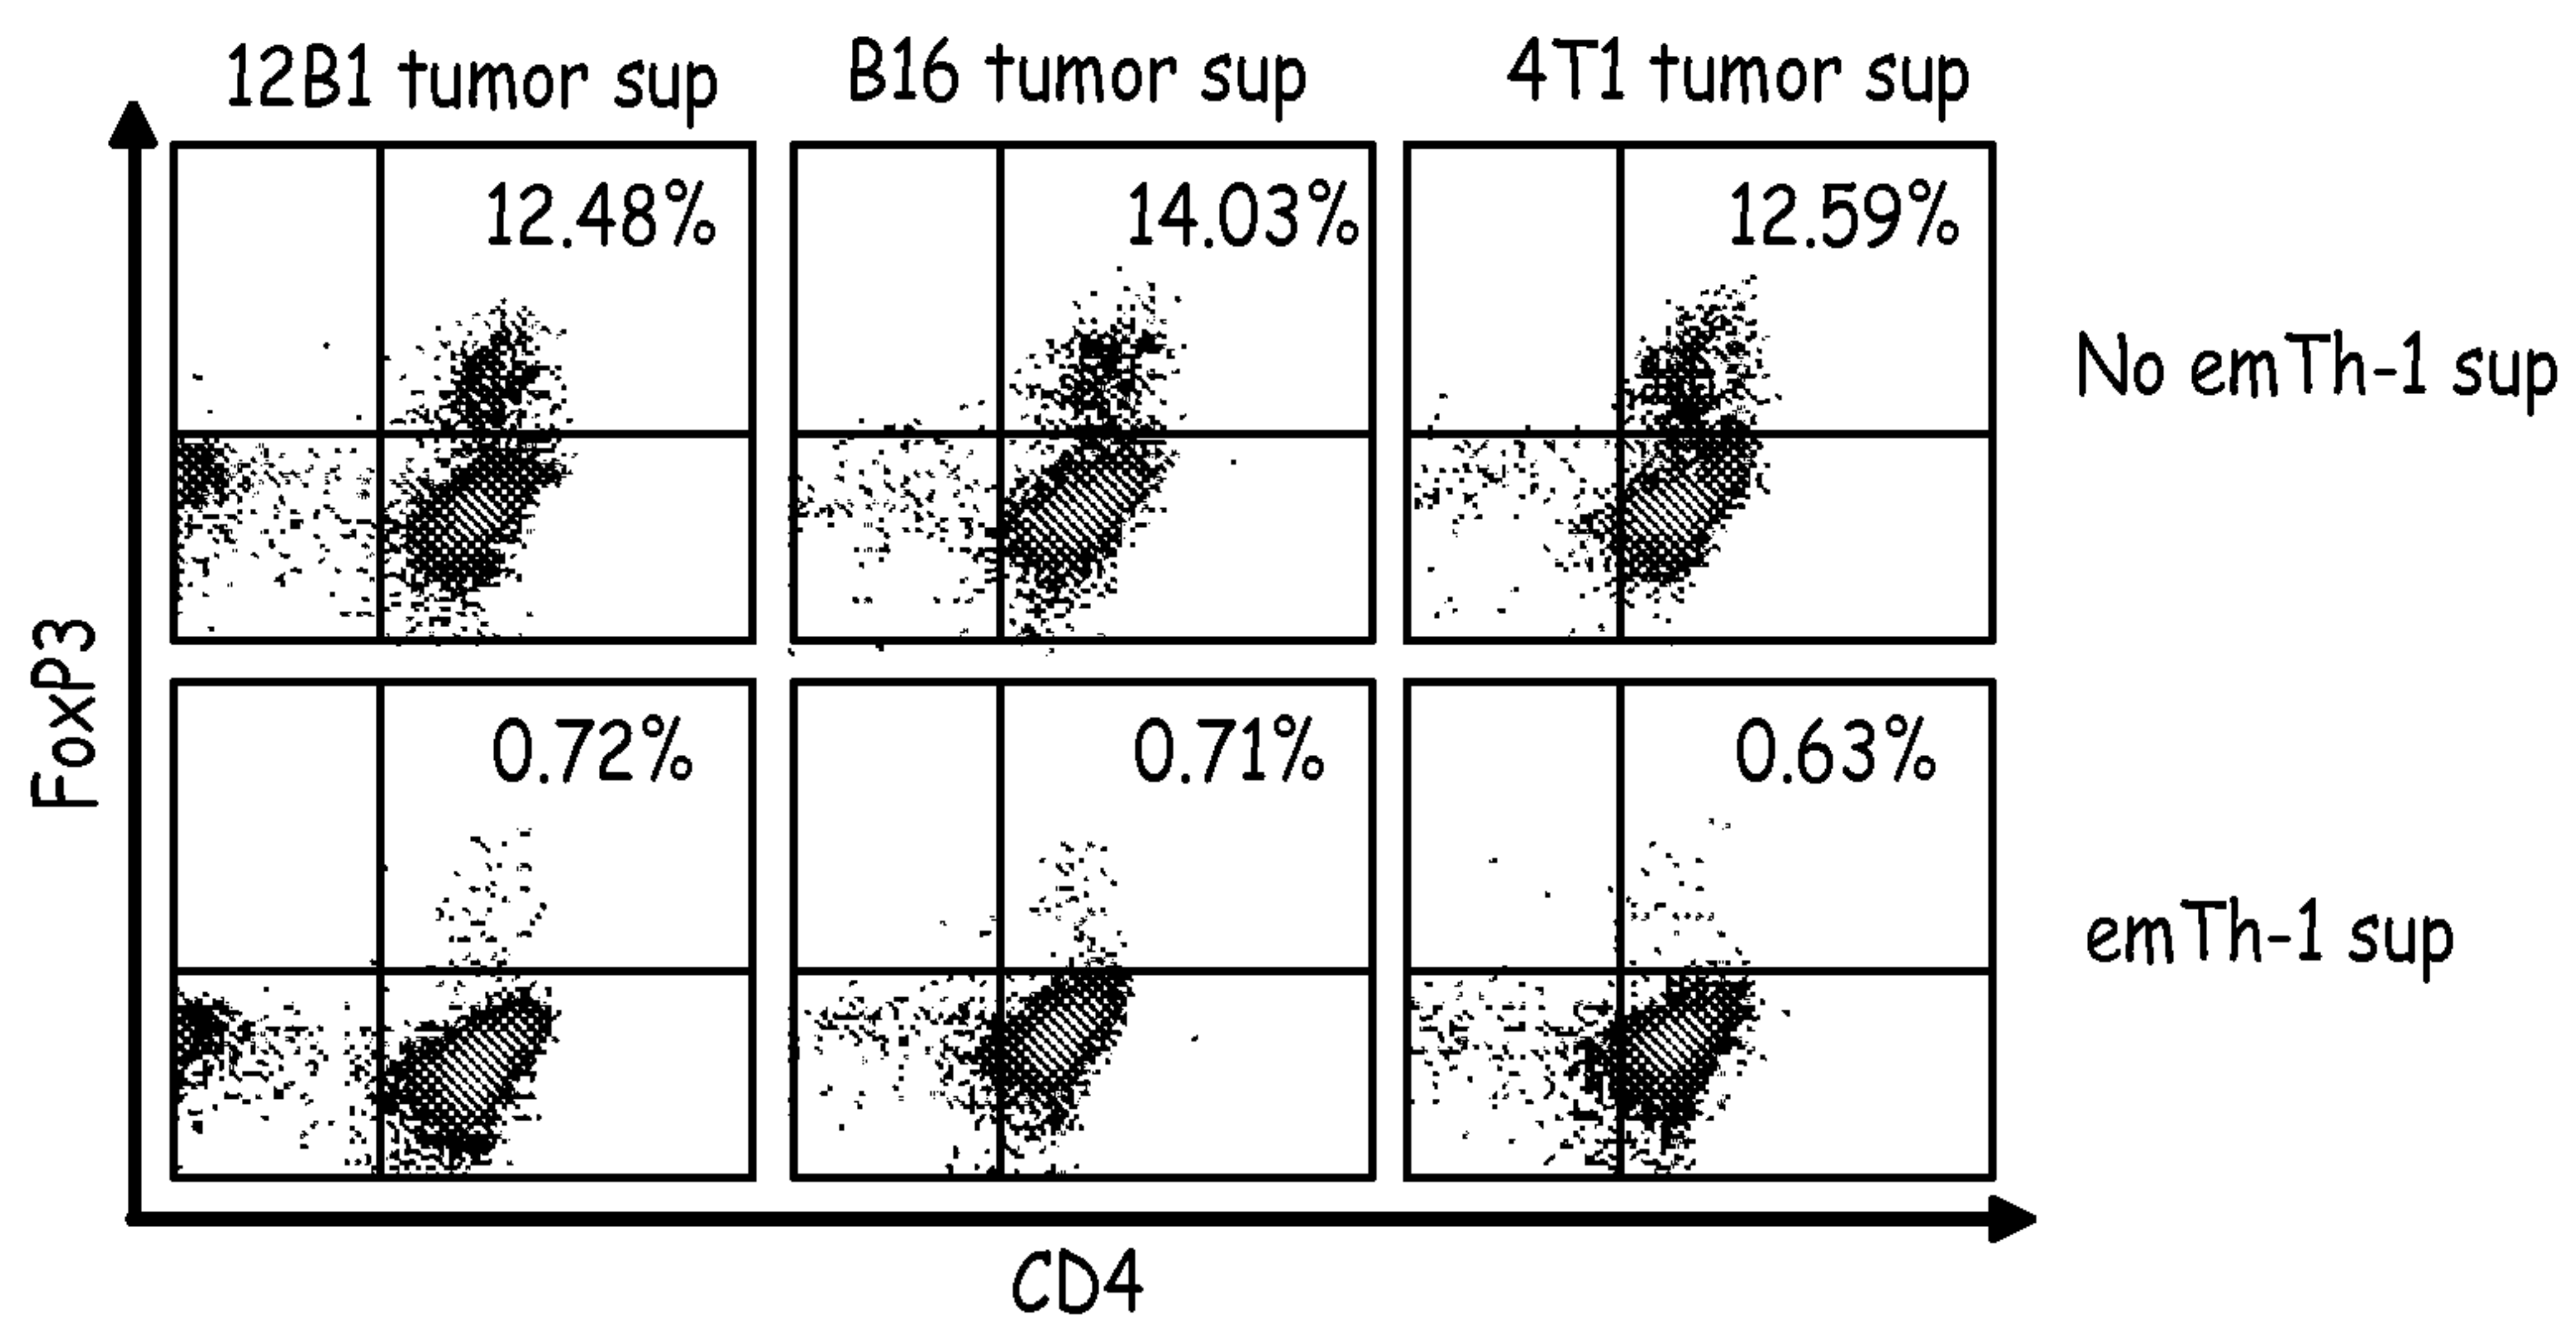 12B1 tumor sup
B16 tumor sup
4T1 tumor sup
12.48%
14.03%
12.59%
No emTh-1 sup
FoxP3
0.72%
0.71%
0.63%
emTh-1 sup
CD4